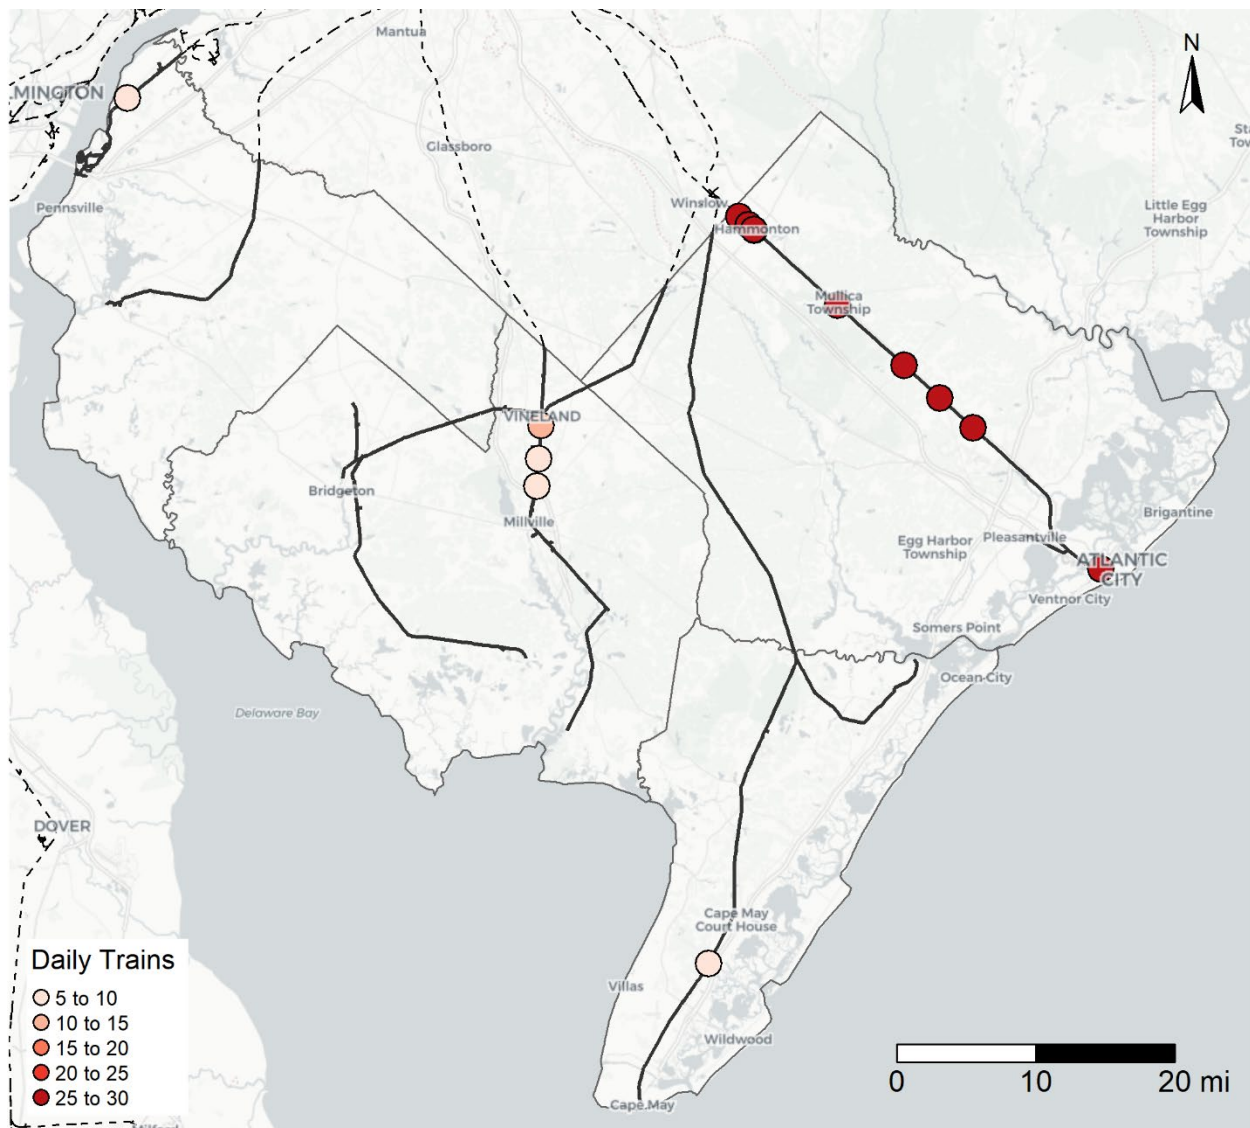 Mantua
N
MINGTON
Glassboro
Sta
Tow
Pennsville
Winslow
Little Egg
Harbor
Township
Hammonton
Mullica
Township
VINELAND
Bridgeton
Millville
Brigantine
Egg Harbor
Township
Pleasantville
ATLANTIC
CITY
Ventnor City
Somers Point
Ocean City
Delaware Bay
DOVER
Cape May
Court House
Villas
Wildwood
Cape May
Daily Trains
5 to 10
10 to 15
15 to 20
20 to 25
25 to 30
0 10 20 mi